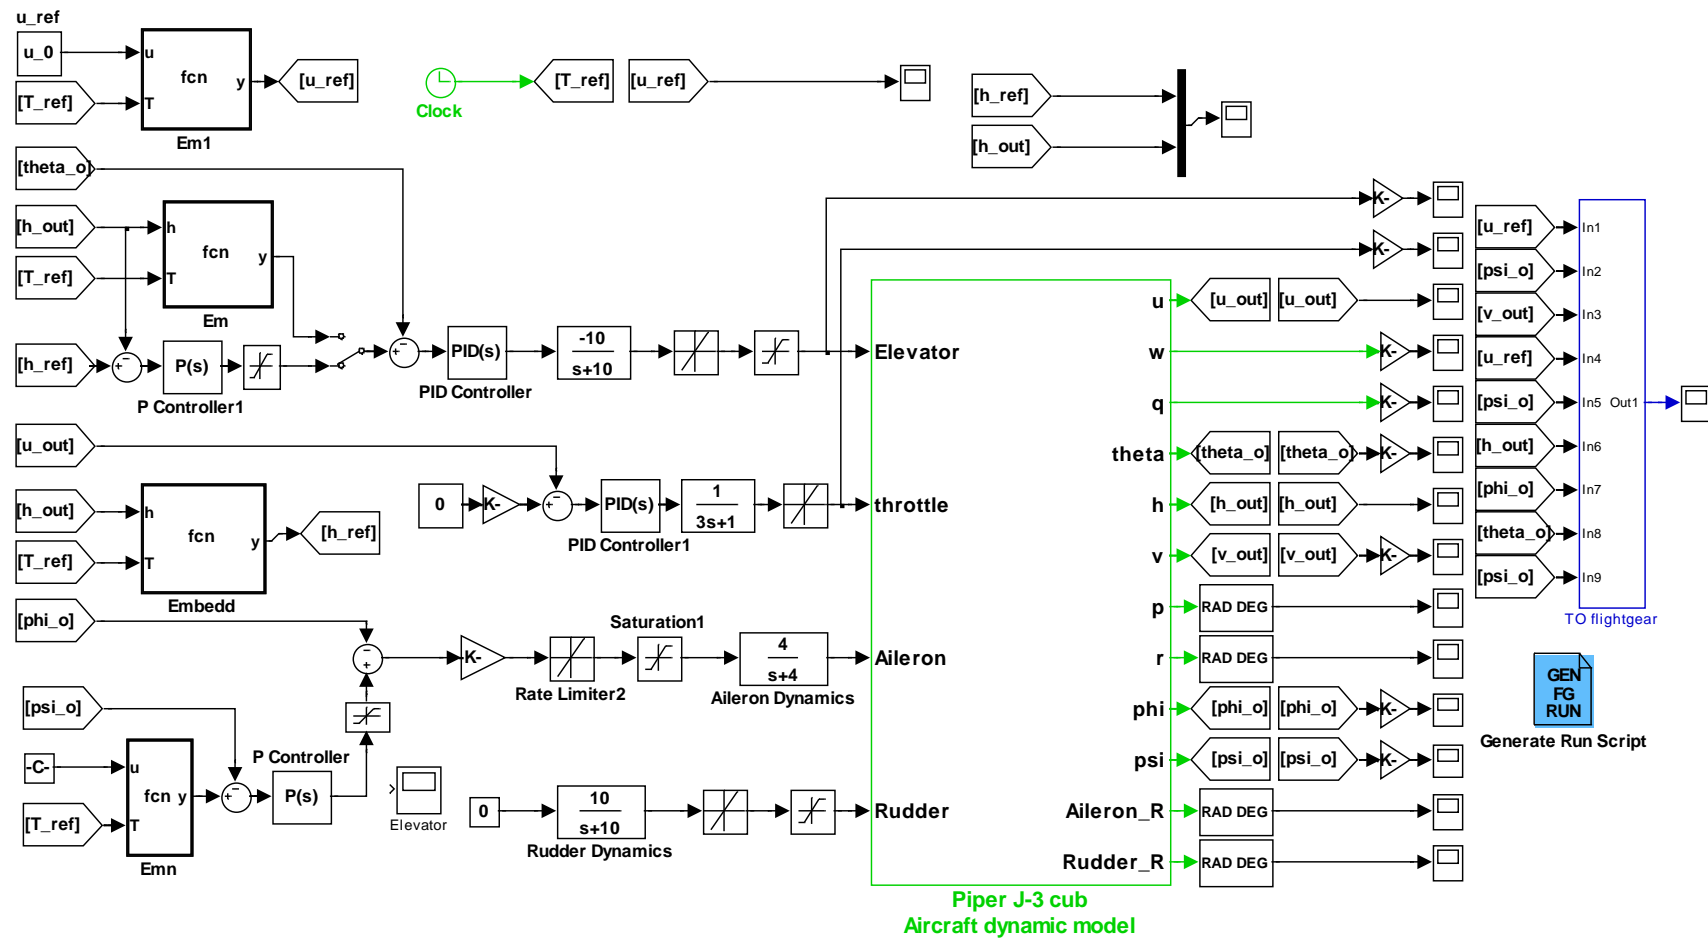 u_ref
u_0
u
fcn
y
[u_ref]
[T_ref]
T
Em1
Clock
[T_ref]
[u_ref]
[h_ref]
[h_out]
[theta_o]
[h_out]
h
fcn
y
[T_ref]
T
Em
[h_ref]
+
−
P(s)
P Controller1
+
−
PID(s)
PID Controller
-10
s+10
[u_out]
0
K-
+
−
PID(s)
PID Controller1
1
3s+1
[h_out]
h
fcn
y
[T_ref]
T
Embedd
[h_ref]
[phi_o]
−
+
K-
Rate Limiter2
Saturation1
4
s+4
Aileron Dynamics
[psi_o]
-C-
u
fcn
y
[T_ref]
T
Emn
+
−
P Controller
P(s)
Elevator
0
10
s+10
Rudder Dynamics
Elevator
throttle
Aileron
Rudder
u
w
q
theta
h
v
p
r
phi
psi
Aileron_R
Rudder_R
Piper J-3 cub
Aircraft dynamic model
K-
K-
[u_out]
[u_out]
K-
K-
[theta_o]
[theta_o]
K-
[h_out]
[h_out]
[v_out]
[v_out]
K-
RAD DEG
RAD DEG
[phi_o]
[phi_o]
K-
[psi_o]
[psi_o]
K-
RAD DEG
RAD DEG
[u_ref]
In1
[psi_o]
In2
[v_out]
In3
[u_ref]
In4
[psi_o]
In5
Out1
[h_out]
In6
[phi_o]
In7
[theta_o]
In8
[psi_o]
In9
TO flightgear
GEN
FG
RUN
Generate Run Script